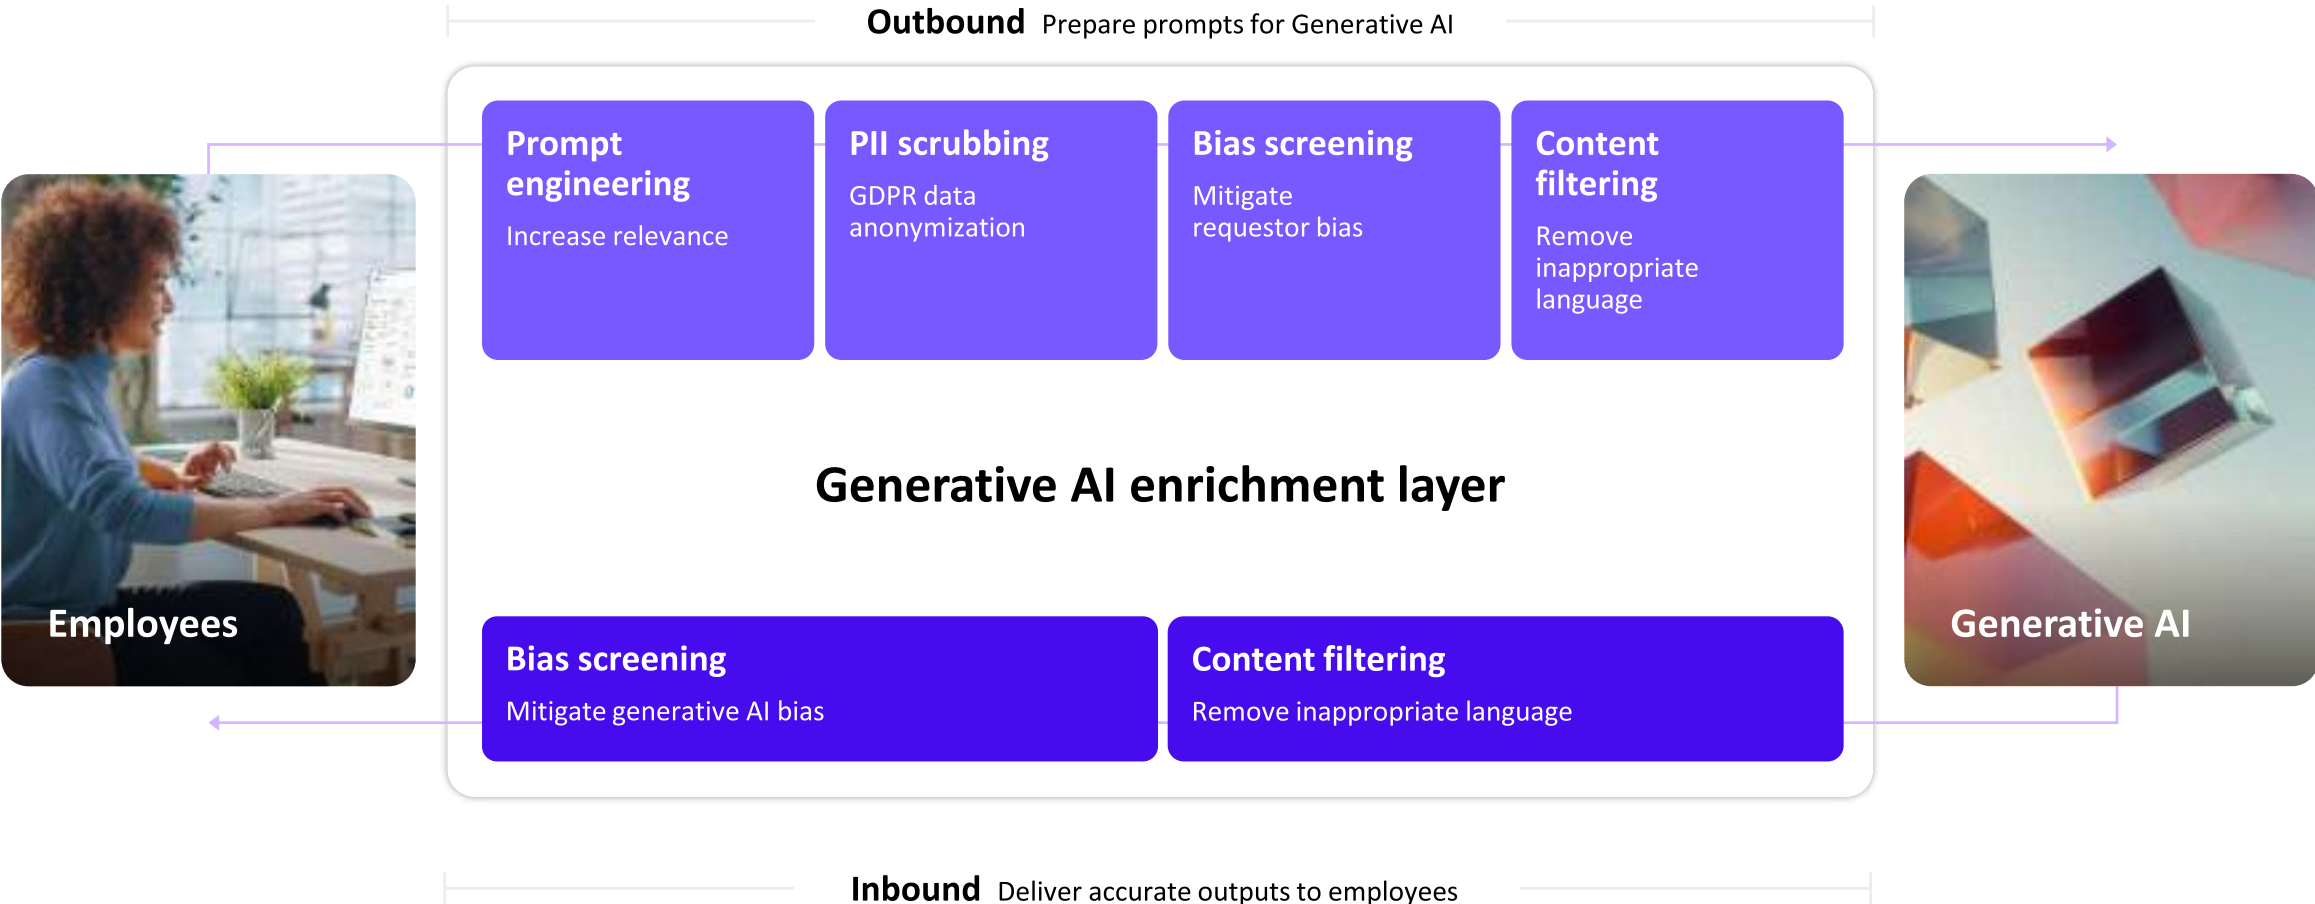 Outbound Prepare prompts for Generative AI
Prompt
engineering
Increase relevance
PII scrubbing
GDPR data
anonymization
Bias screening
Mitigate
requestor bias
Content
filtering
Remove
inappropriate
language
Generative AI enrichment layer
Employees
Generative AI
Bias screening
Mitigate generative AI bias
Content filtering
Remove inappropriate language
Inbound Deliver accurate outputs to employees